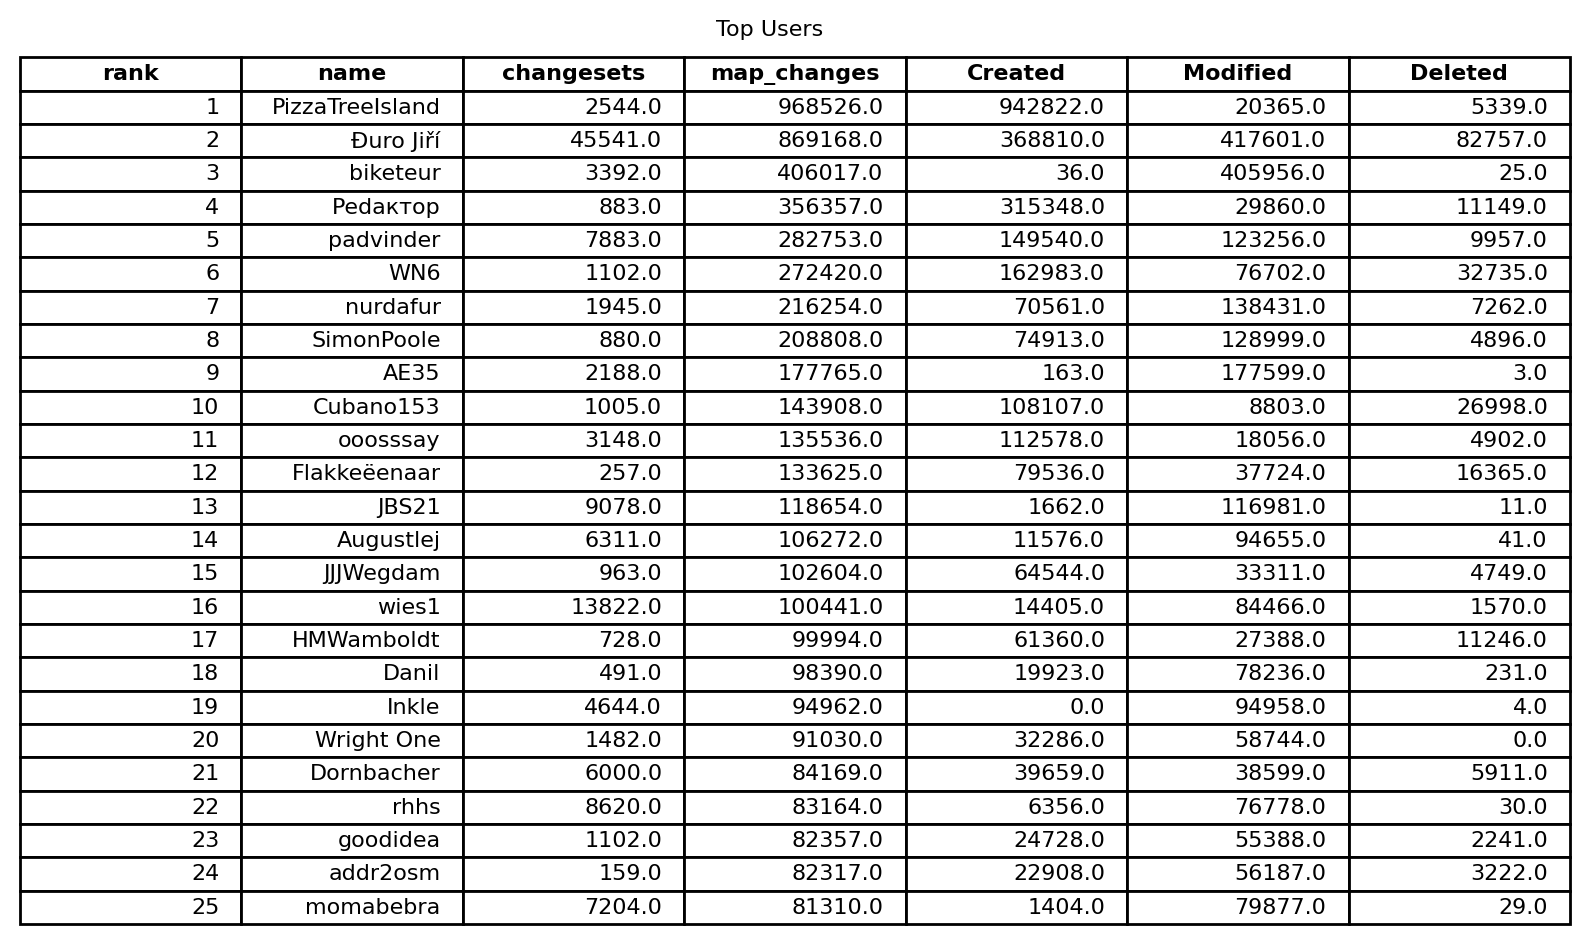 Top Users
rank name changesets map_changes Created Modified Deleted
1 PizzaTreeIsland 2544.0 968526.0 942822.0 20365.0 5339.0
2 Ðuro Jiří 45541.0 869168.0 368810.0 417601.0 82757.0
3 biketeur 3392.0 406017.0 36.0 405956.0 25.0
4 Редактор 883.0 356357.0 315348.0 29860.0 11149.0
5 padvinder 7883.0 282753.0 149540.0 123256.0 9957.0
6 WN6 1102.0 272420.0 162983.0 76702.0 32735.0
7 nurdafur 1945.0 216254.0 70561.0 138431.0 7262.0
8 SimonPoole 880.0 208808.0 74913.0 128999.0 4896.0
9 AE35 2188.0 177765.0 163.0 177599.0 3.0
10 Cubano153 1005.0 143908.0 108107.0 8803.0 26998.0
11 ooosssay 3148.0 135536.0 112578.0 18056.0 4902.0
12 Flakkeëenaar 257.0 133625.0 79536.0 37724.0 16365.0
13 JBS21 9078.0 118654.0 1662.0 116981.0 11.0
14 Augustlej 6311.0 106272.0 11576.0 94655.0 41.0
15 JJJWegdam 963.0 102604.0 64544.0 33311.0 4749.0
16 wies1 13822.0 100441.0 14405.0 84466.0 1570.0
17 HMWamboldt 728.0 99994.0 61360.0 27388.0 11246.0
18 Danil 491.0 98390.0 19923.0 78236.0 231.0
19 Inkle 4644.0 94962.0 0.0 94958.0 4.0
20 Wright One 1482.0 91030.0 32286.0 58744.0 0.0
21 Dornbacher 6000.0 84169.0 39659.0 38599.0 5911.0
22 rhhs 8620.0 83164.0 6356.0 76778.0 30.0
23 goodidea 1102.0 82357.0 24728.0 55388.0 2241.0
24 addr2osm 159.0 82317.0 22908.0 56187.0 3222.0
25 momabebra 7204.0 81310.0 1404.0 79877.0 29.0